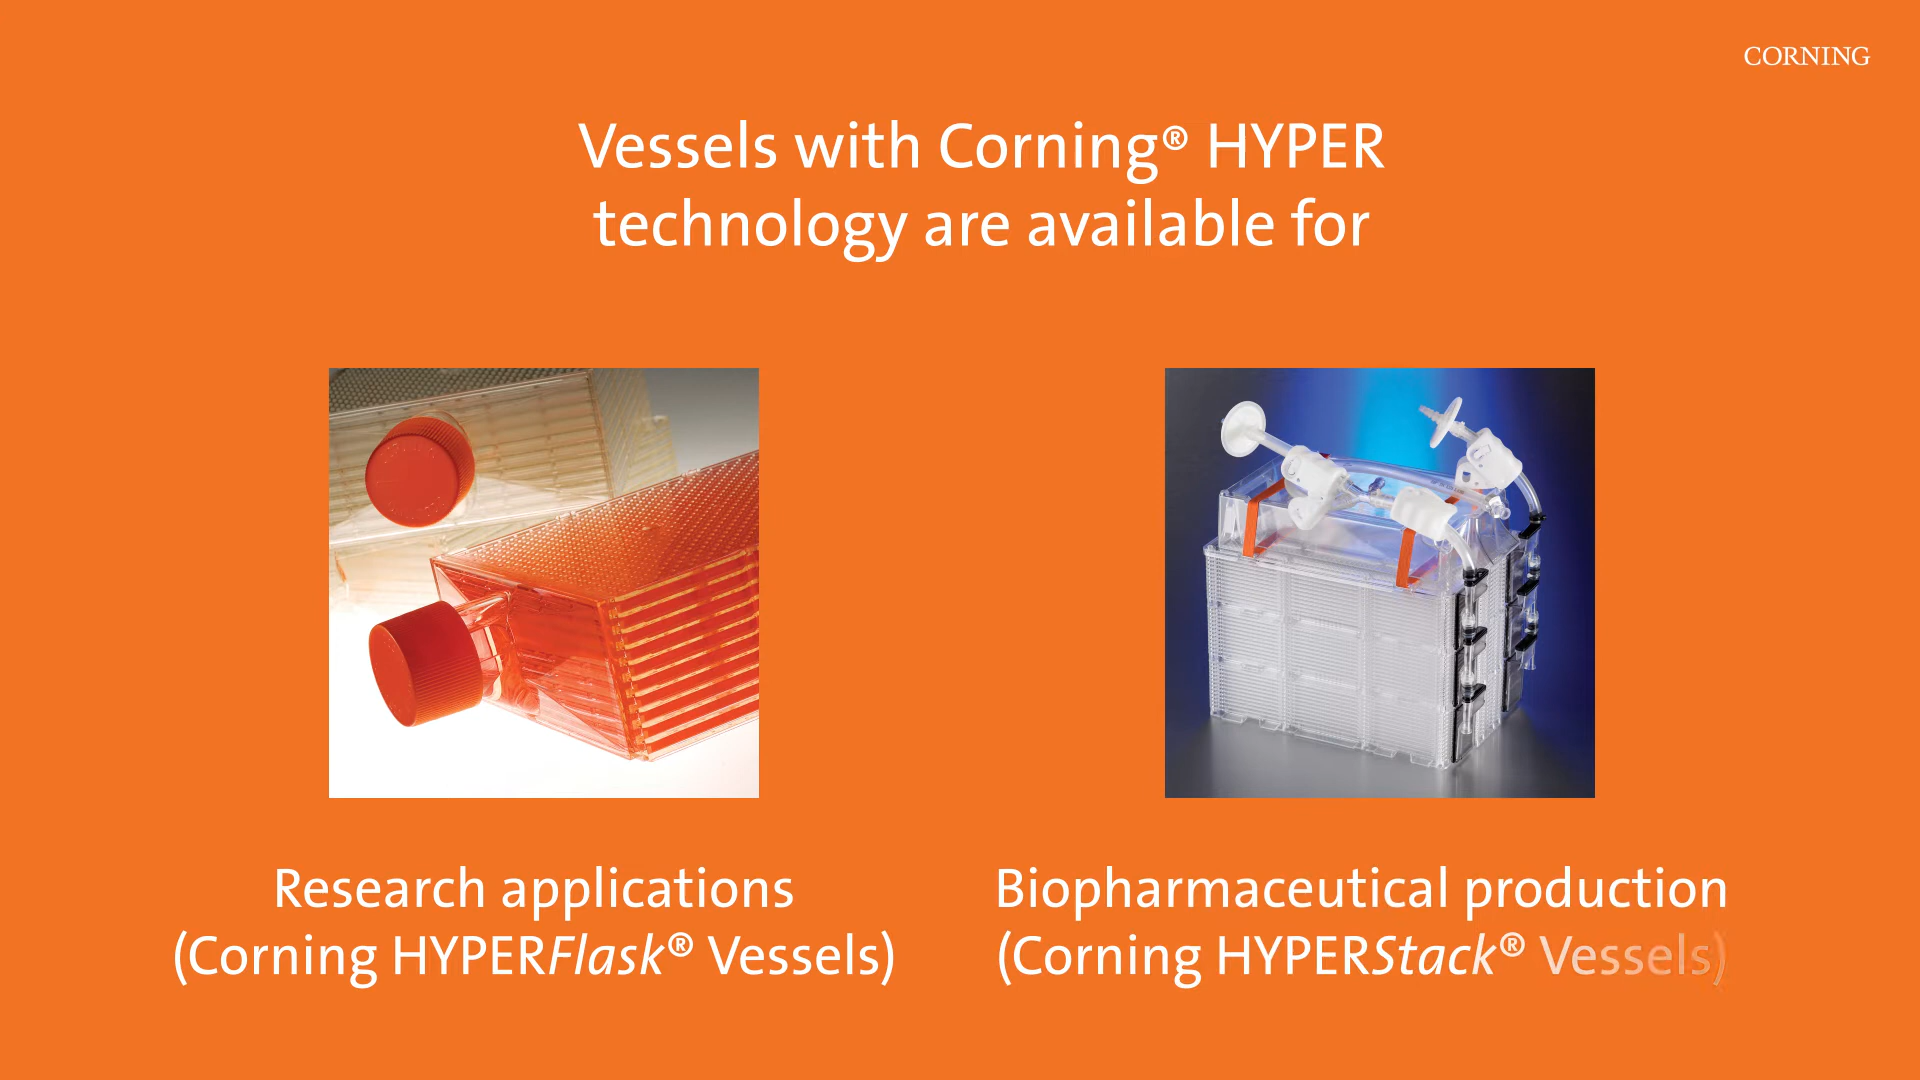 CORNING
Vessels with Corning® HYPER
technology are available for
Research applications
(Corning HYPERFlask® Vessels)
Biopharmaceutical production
(Corning HYPERStack® Vessels)